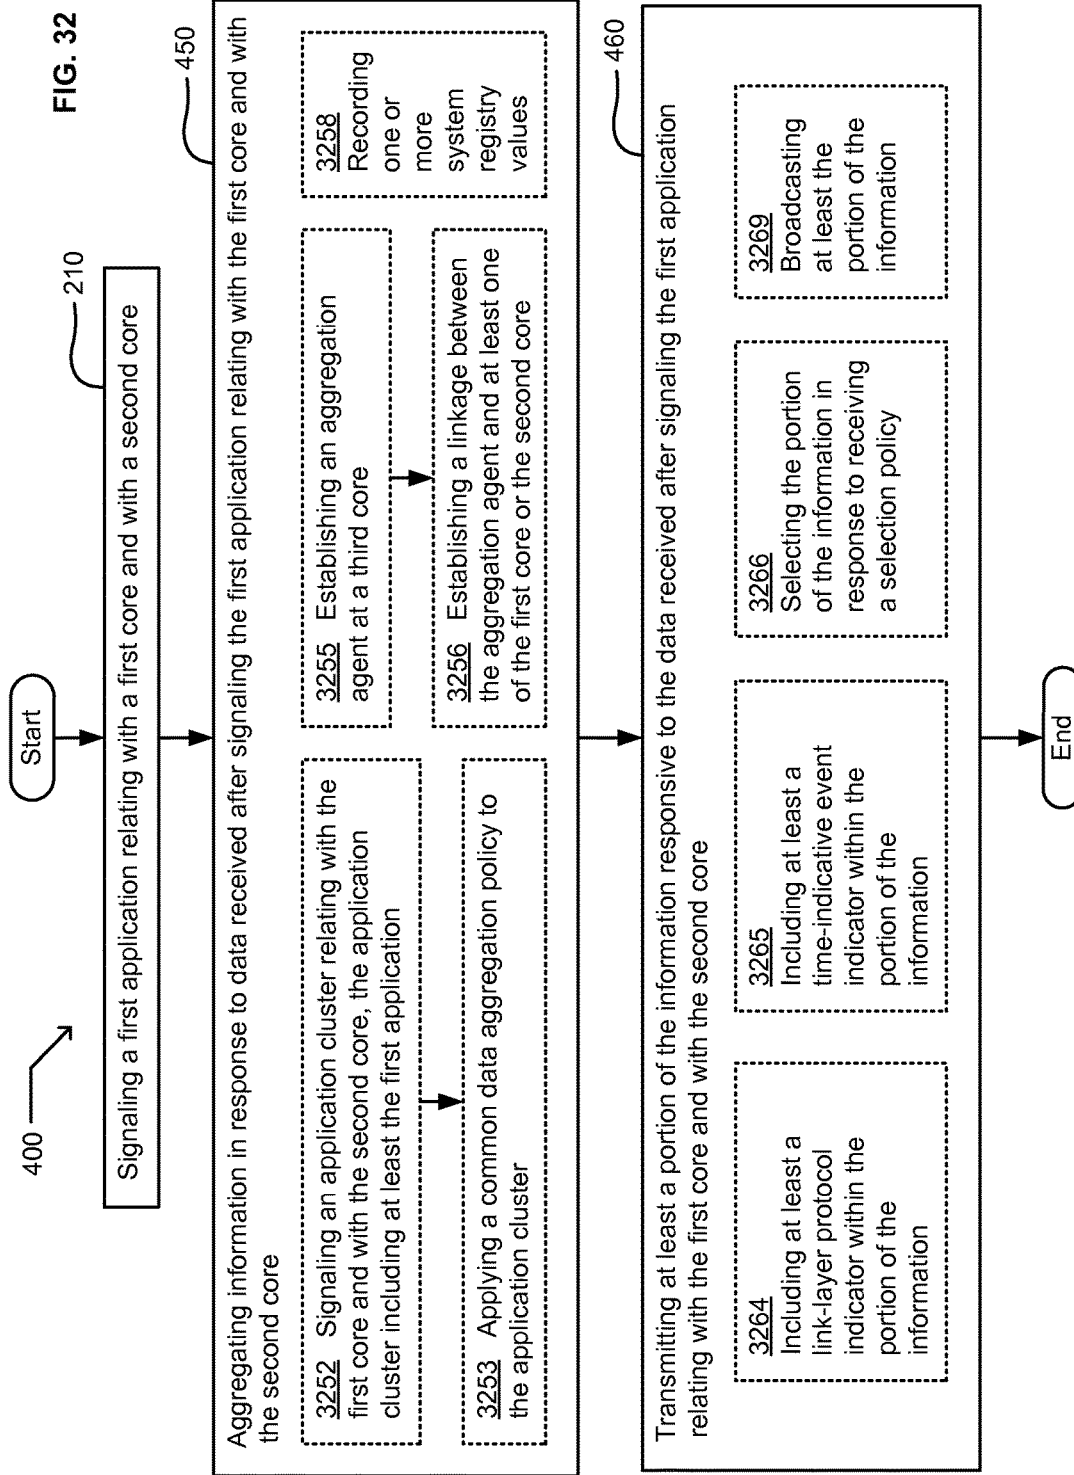 FIG. 32
400
Start
210
Signaling a first application relating with a first core and with a second core
450
Aggregating information in response to data received after signaling the first application relating with the first core and with
the second core
3252 Signaling an application cluster relating with the
first core and with the second core, the application
cluster including at least the first application
3253 Applying a common data aggregation policy to
the application cluster
3255 Establishing an aggregation
agent at a third core
3256 Establishing a linkage between
the aggregation agent and at least one
of the first core or the second core
3258
Recording
one or
more
system
registry
values
460
Transmitting at least a portion of the information responsive to the data received after signaling the first application
relating with the first core and with the second core
3264
Including at least a
link-layer protocol
indicator within the
portion of the
information
3265
Including at least a
time-indicative event
indicator within the
portion of the
information
3266
Selecting the portion
of the information in
response to receiving
a selection policy
3269
Broadcasting
at least the
portion of the
information
End